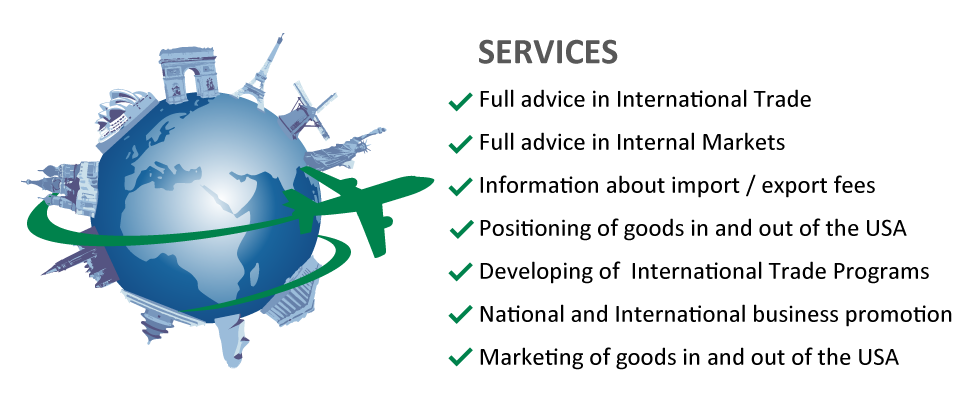 SERVICES
Full advice in International Trade
Full advice in Internal Markets
Information about import / export fees
Positioning of goods in and out of the USA
Developing of  International Trade Programs
National and International business promotion
Marketing of goods in and out of the USA